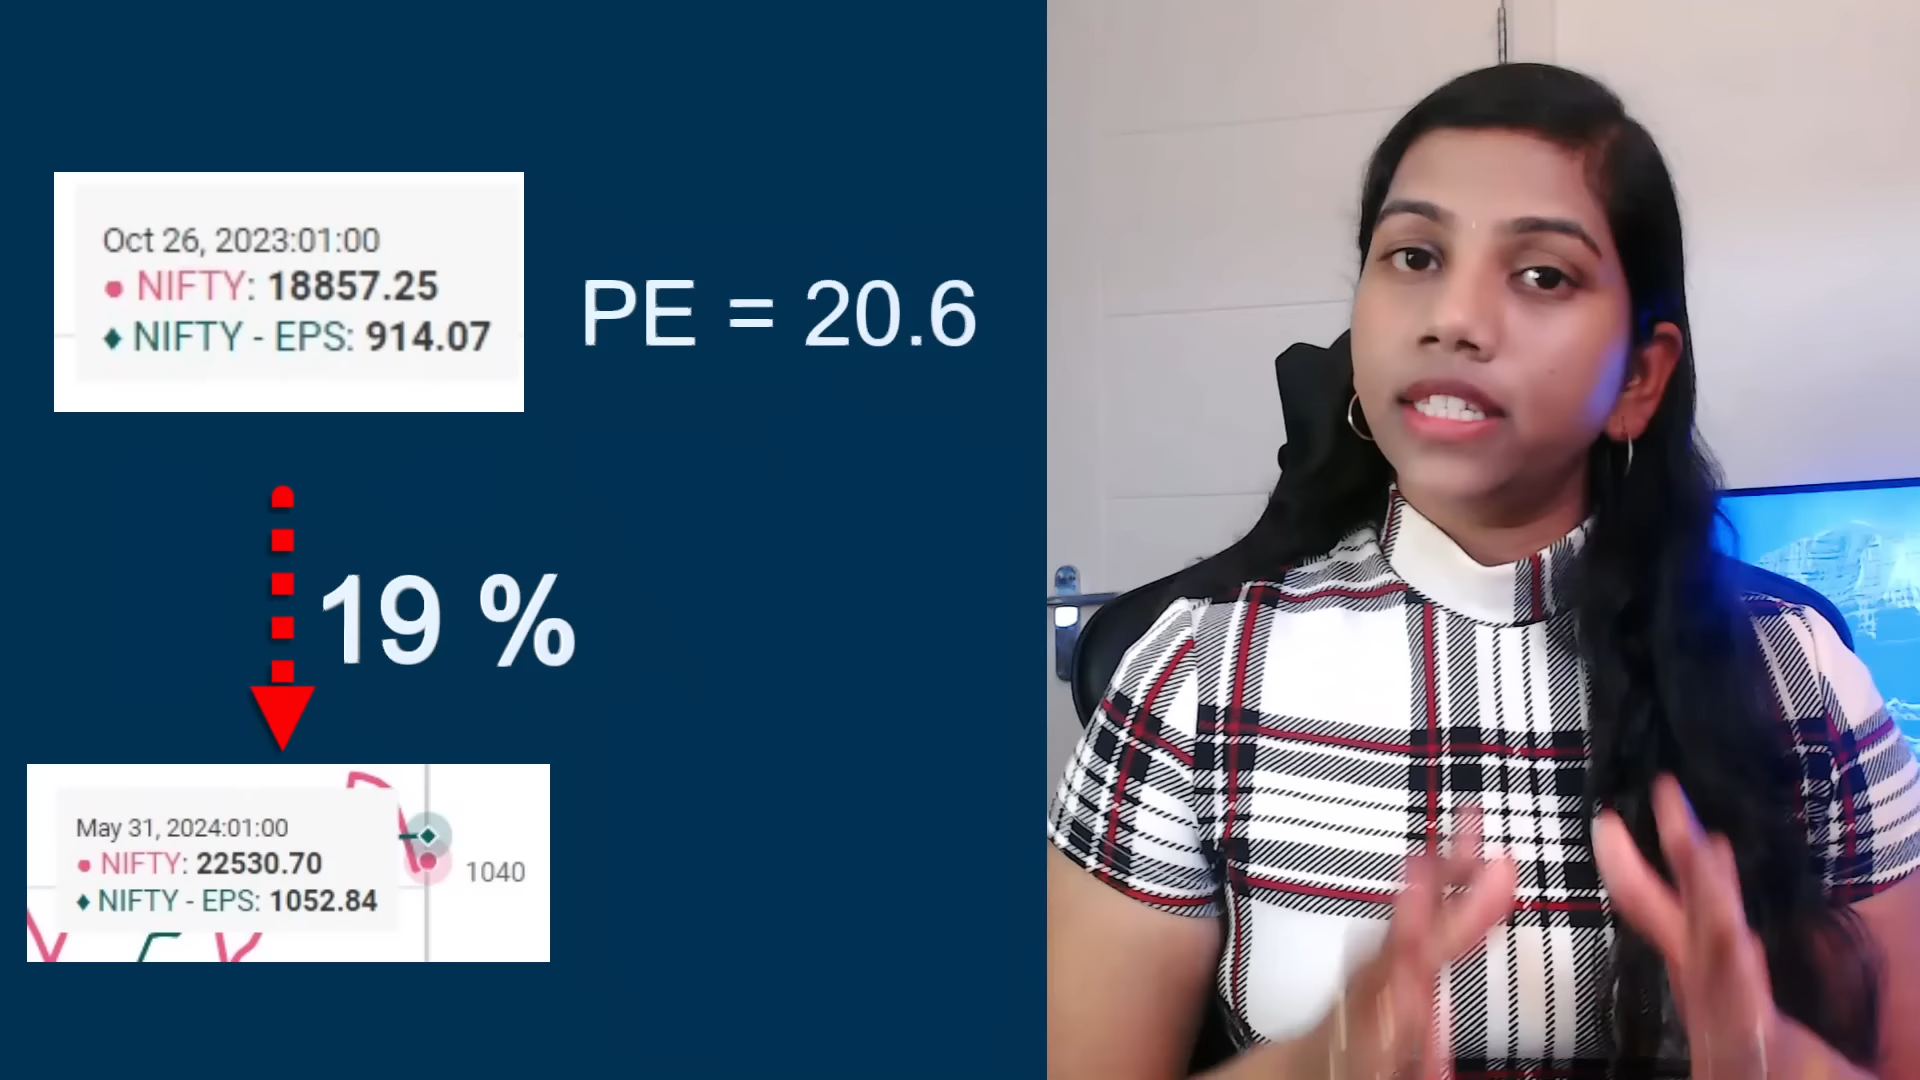 Oct 26, 2023:01:00
● NIFTY: 18857.25
♦ NIFTY - EPS: 914.07
PE = 20.6
19 %
May 31, 2024:01:00
● NIFTY: 22530.70
♦ NIFTY - EPS: 1052.84
1040